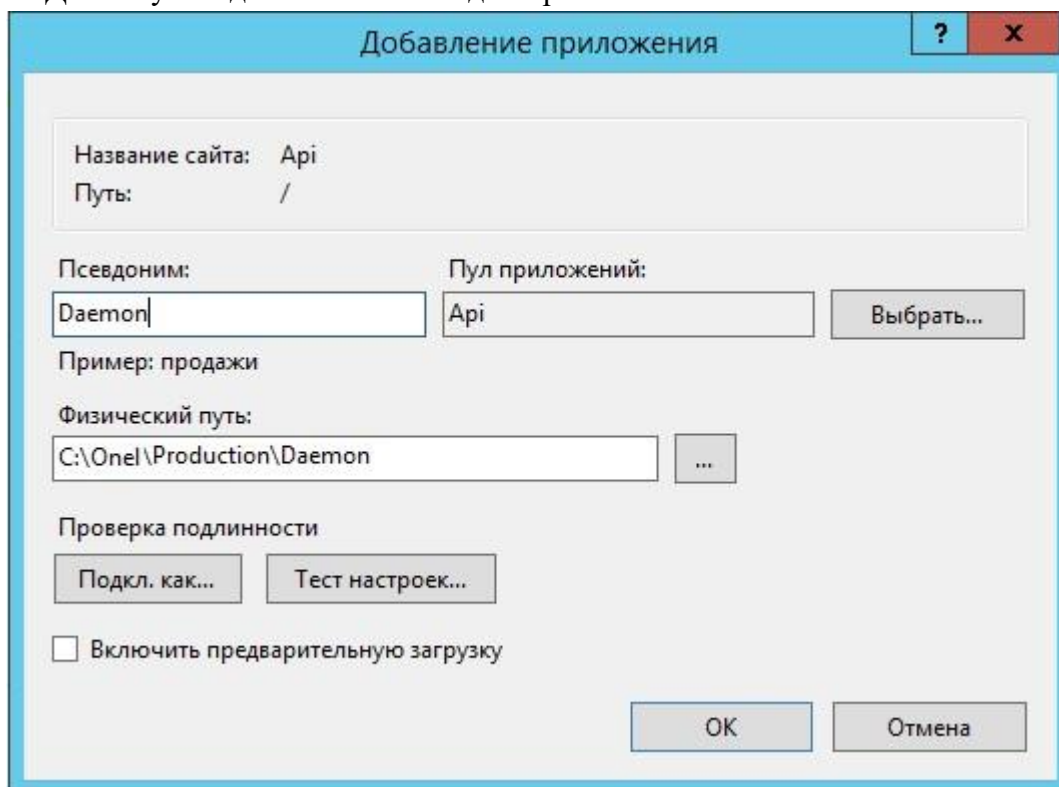 Добавление приложения
?
x
Название сайта: Api
Путь: /
Псевдоним:
Пул приложений:
Daemon
Api
Выбрать...
Пример: продажи
Физический путь:
C:\OneI\Production\Daemon
...
Проверка подлинности
Подкл. как...
Тест настроек...
Включить предварительную загрузку
OK
Отмена